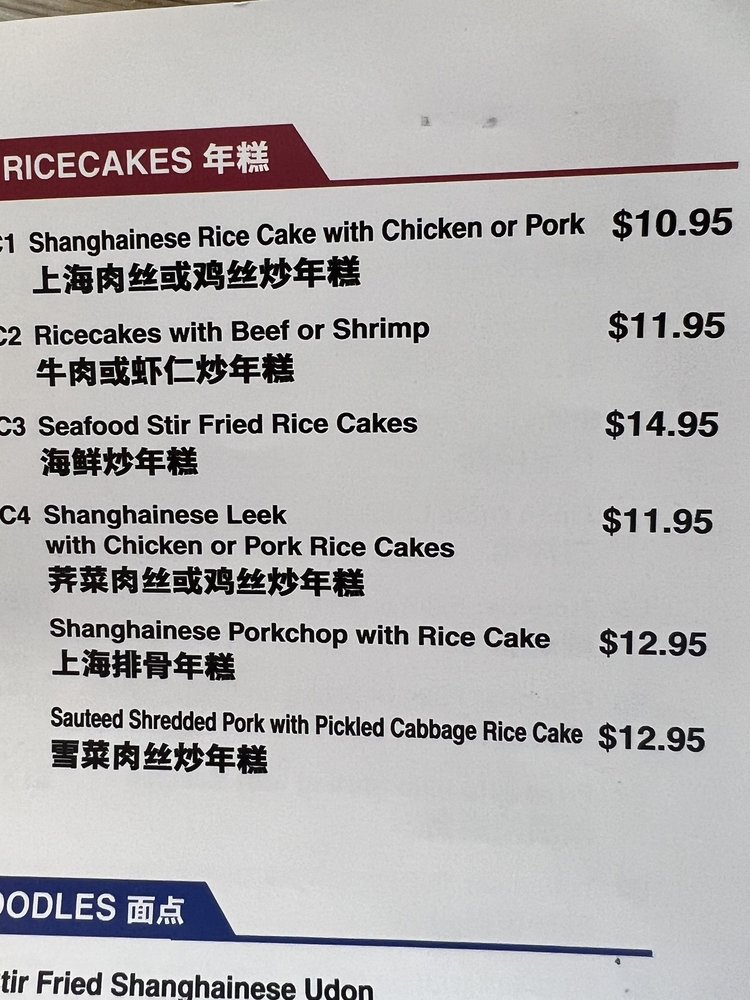 RICECAKES 年糕
C1 Shanghainese Rice Cake with Chicken or Pork $10.95
上海肉丝或鸡丝炒年糕
C2 Ricecakes with Beef or Shrimp $11.95
牛肉或虾仁炒年糕
C3 Seafood Stir Fried Rice Cakes $14.95
海鲜炒年糕
C4 Shanghainese Leek $11.95
with Chicken or Pork Rice Cakes
荠菜肉丝或鸡丝炒年糕
Shanghainese Porkchop with Rice Cake $12.95
上海排骨年糕
Sauteed Shredded Pork with Pickled Cabbage Rice Cake $12.95
雪菜肉丝炒年糕
OODLES 面点
tir Fried Shanghainese Udon